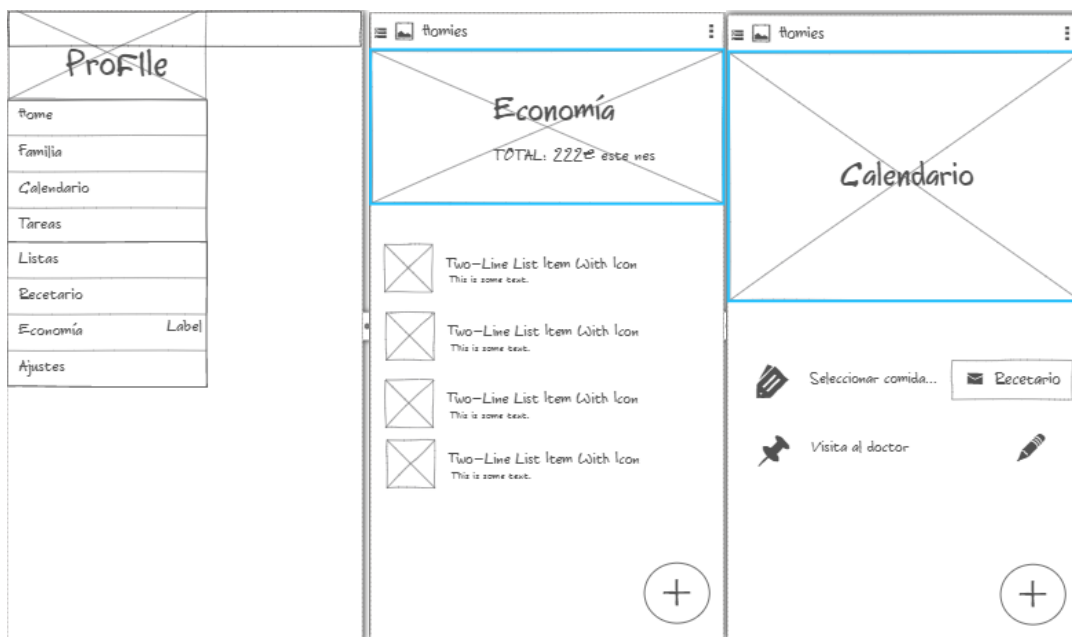 ProFIle
Home
Familia
Calendario
Tareas
Listas
Recetario
Economía Label
Ajustes
Homies
Economía
TOTAL: 222€ este nes
Two-Line List Item With Icon
This is some text.
Two-Line List Item With Icon
This is some text.
Two-Line List Item With Icon
This is some text.
Two-Line List Item With Icon
This is some text.
Homies
Calendario
Seleccionar comida... Recetario
Visita al doctor